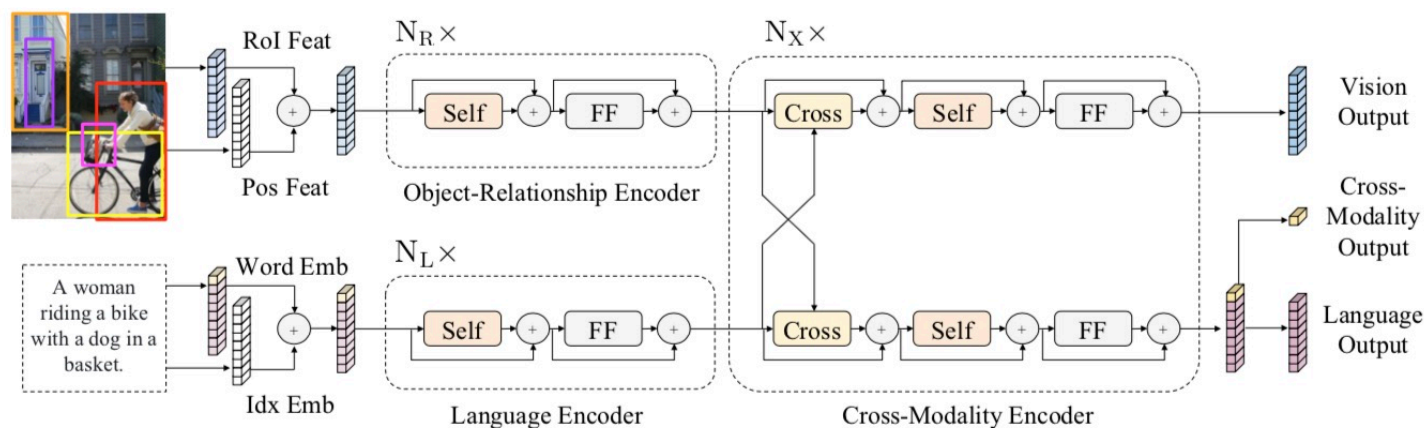 RoI Feat
Pos Feat
N_R ×
Self
+
FF
+
+
Object-Relationship Encoder
N_X ×
Cross
+
Self
+
FF
+
Vision
Output
Cross-
Modality
Output
A woman
riding a bike
with a dog in a
basket.
Word Emb
Idx Emb
+
N_L ×
Self
+
FF
+
Language Encoder
Cross
+
Self
+
FF
+
Cross-Modality Encoder
Language
Output